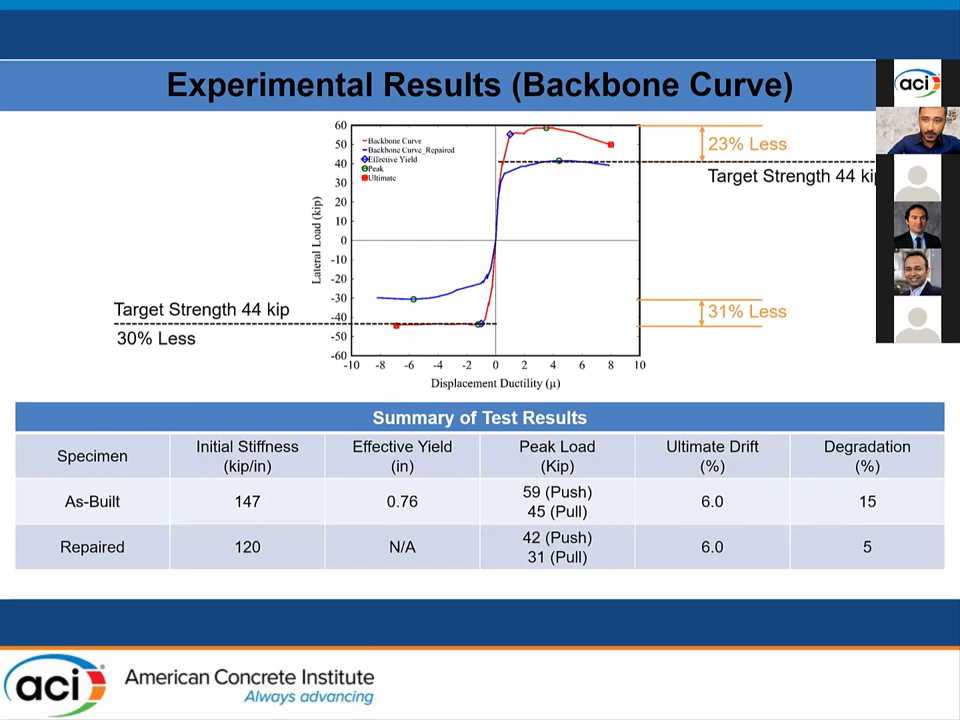 Experimental Results (Backbone Curve)
aci
60
50
40
30
20
10
0
-10
-20
-30
-40
-50
-60
Lateral Load (kip)
Backbone Curve
Backbone Curve_Repaired
Effective Yield
Peak
Ultimate
-10 -8 -6 -4 -2 0 2 4 6 8 10
Displacement Ductility (μ)
23% Less
Target Strength 44
31% Less
Target Strength 44 kip
30% Less
Summary of Test Results
Specimen Initial Stiffness (kip/in) Effective Yield (in) Peak Load (Kip) Ultimate Drift (%) Degradation (%)
As-Built 147 0.76 59 (Push) 45 (Pull) 6.0 15
Repaired 120 N/A 42 (Push) 31 (Pull) 6.0 5
aci
American Concrete Institute
Always advancing